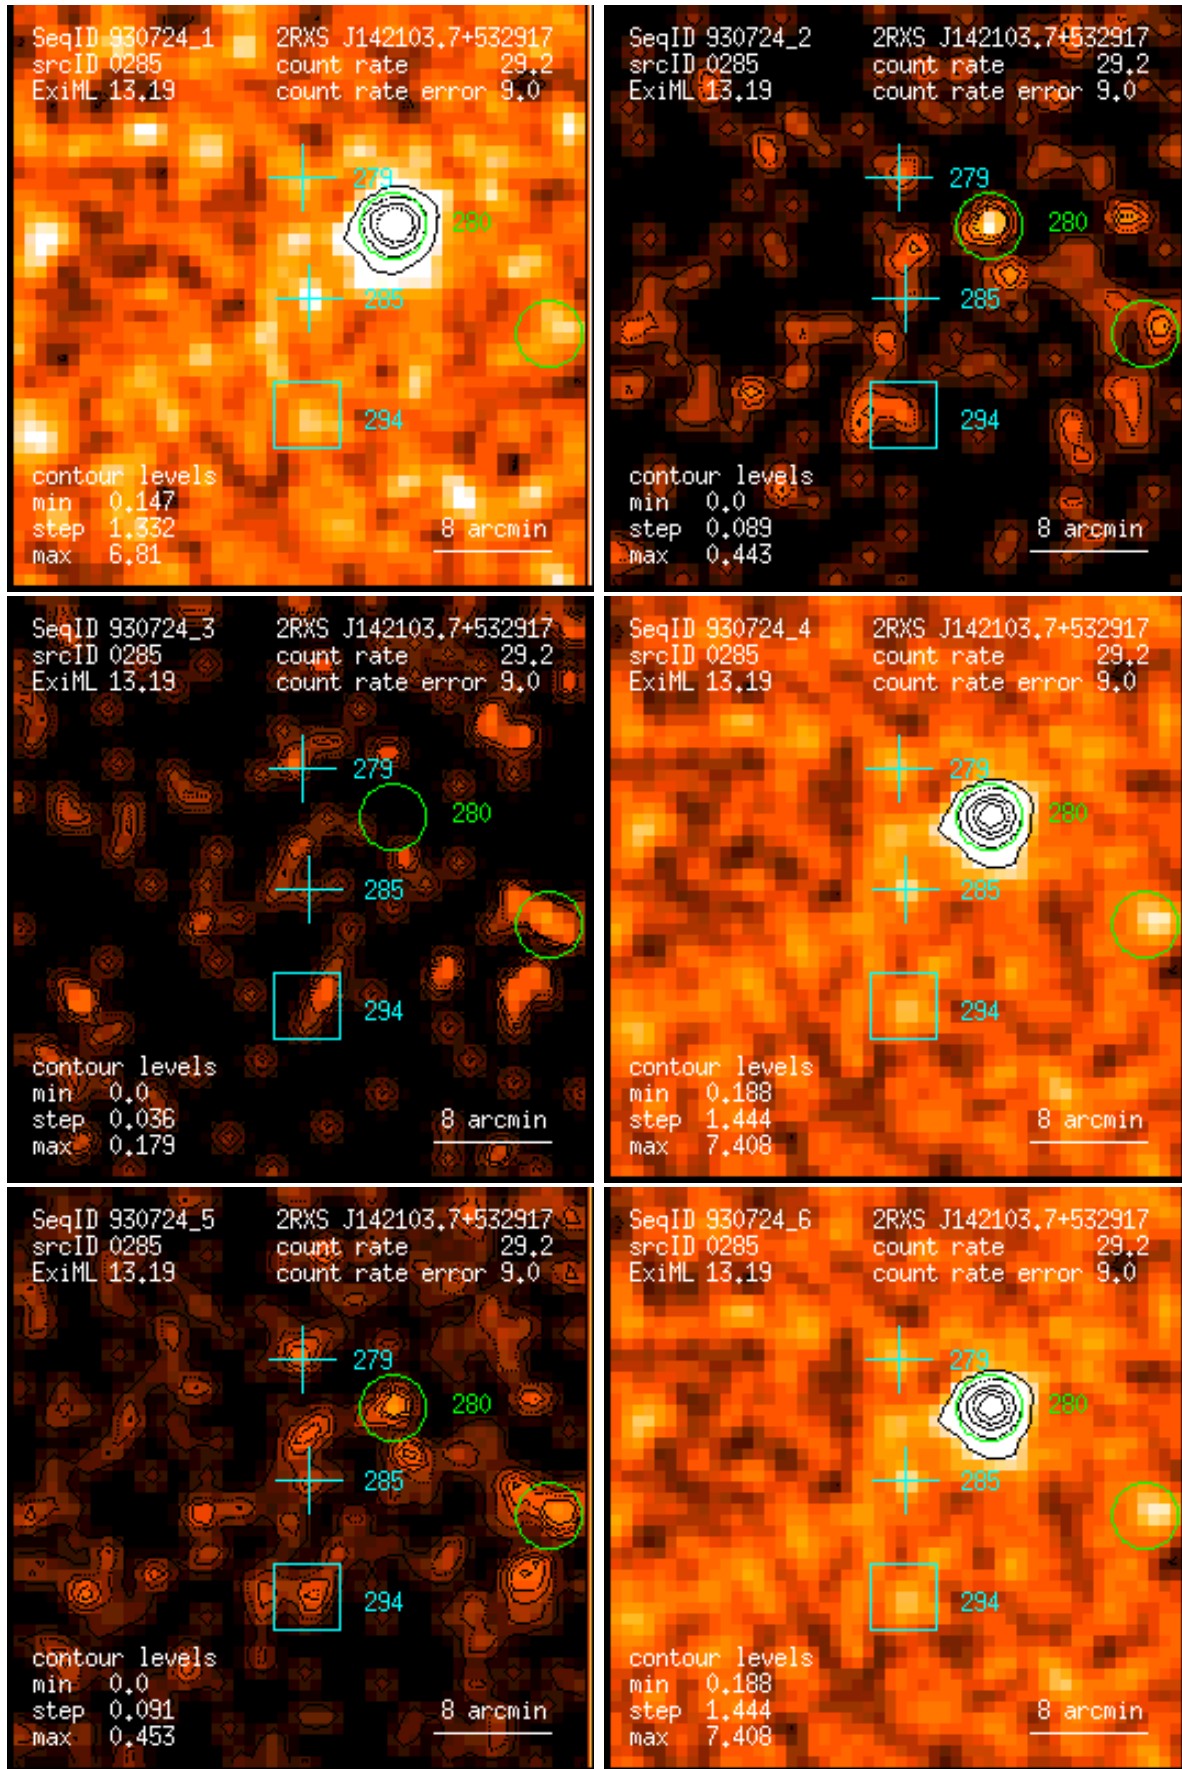 SeqID 930724_1 2RXS J142103.7+532917
srcID 0285 count rate 29.2
ExiML 13.19 count rate error 9.0
279
280
285
294
contour levels
min 0.147
step 1.332 8 arcmin
max 6.81
SeqID 930724_2 2RXS J142103.7+532917
srcID 0285 count rate 29.2
ExiML 13.19 count rate error 9.0
279
280
285
294
contour levels
min 0.0
step 0.089 8 arcmin
max 0.443
SeqID 930724_3 2RXS J142103.7+532917
srcID 0285 count rate 29.2
ExiML 13.19 count rate error 9.0
279
280
285
294
contour levels
min 0.0
step 0.036 8 arcmin
max 0.179
SeqID 930724_4 2RXS J142103.7+532917
srcID 0285 count rate 29.2
ExiML 13.19 count rate error 9.0
279
280
285
294
contour levels
min 0.188
step 1.444 8 arcmin
max 7.408
SeqID 930724_5 2RXS J142103.7+532917
srcID 0285 count rate 29.2
ExiML 13.19 count rate error 9.0
279
280
285
294
contour levels
min 0.0
step 0.091 8 arcmin
max 0.453
SeqID 930724_6 2RXS J142103.7+532917
srcID 0285 count rate 29.2
ExiML 13.19 count rate error 9.0
279
280
285
294
contour levels
min 0.188
step 1.444 8 arcmin
max 7.408